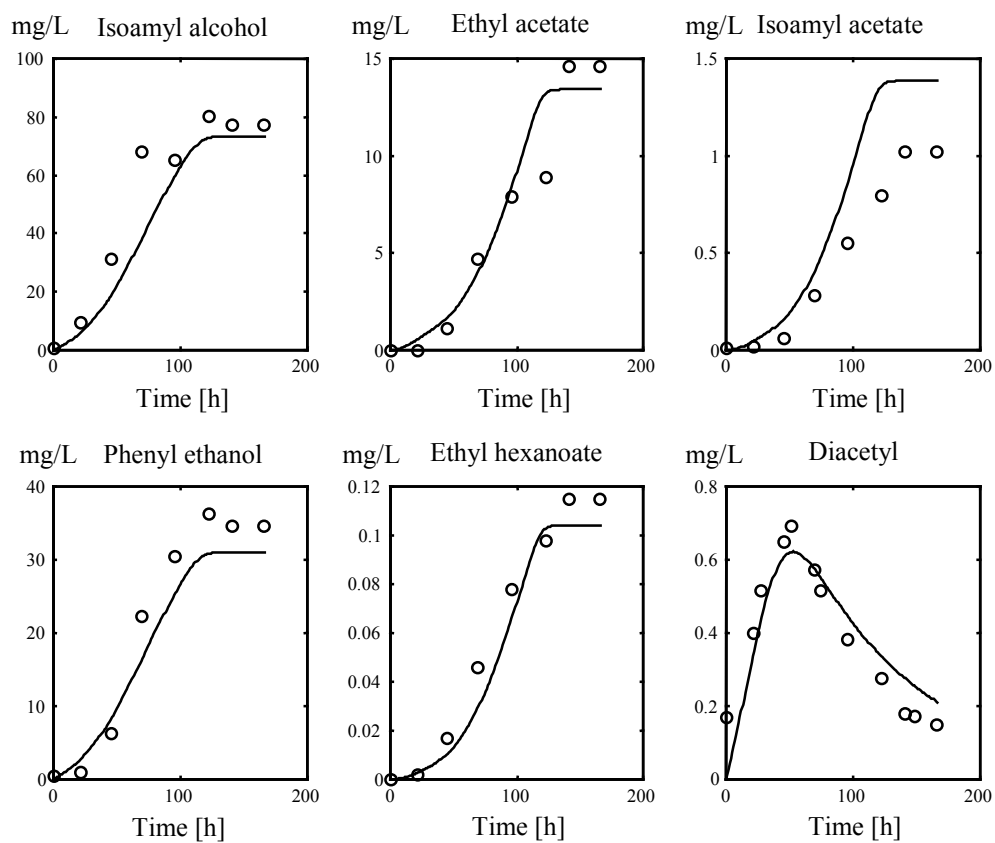 mg/L Isoamyl alcohol
100
80
60
40
20
0
0 100 200
Time [h]
mg/L Ethyl acetate
15
10
5
0
0 100 200
Time [h]
mg/L Isoamyl acetate
1.5
1
0.5
0
0 100 200
Time [h]
mg/L Phenyl ethanol
40
30
20
10
0
0 100 200
Time [h]
mg/L Ethyl hexanoate
0.12
0.1
0.08
0.06
0.04
0.02
0
0 100 200
Time [h]
mg/L Diacetyl
0.8
0.6
0.4
0.2
0
0 100 200
Time [h]